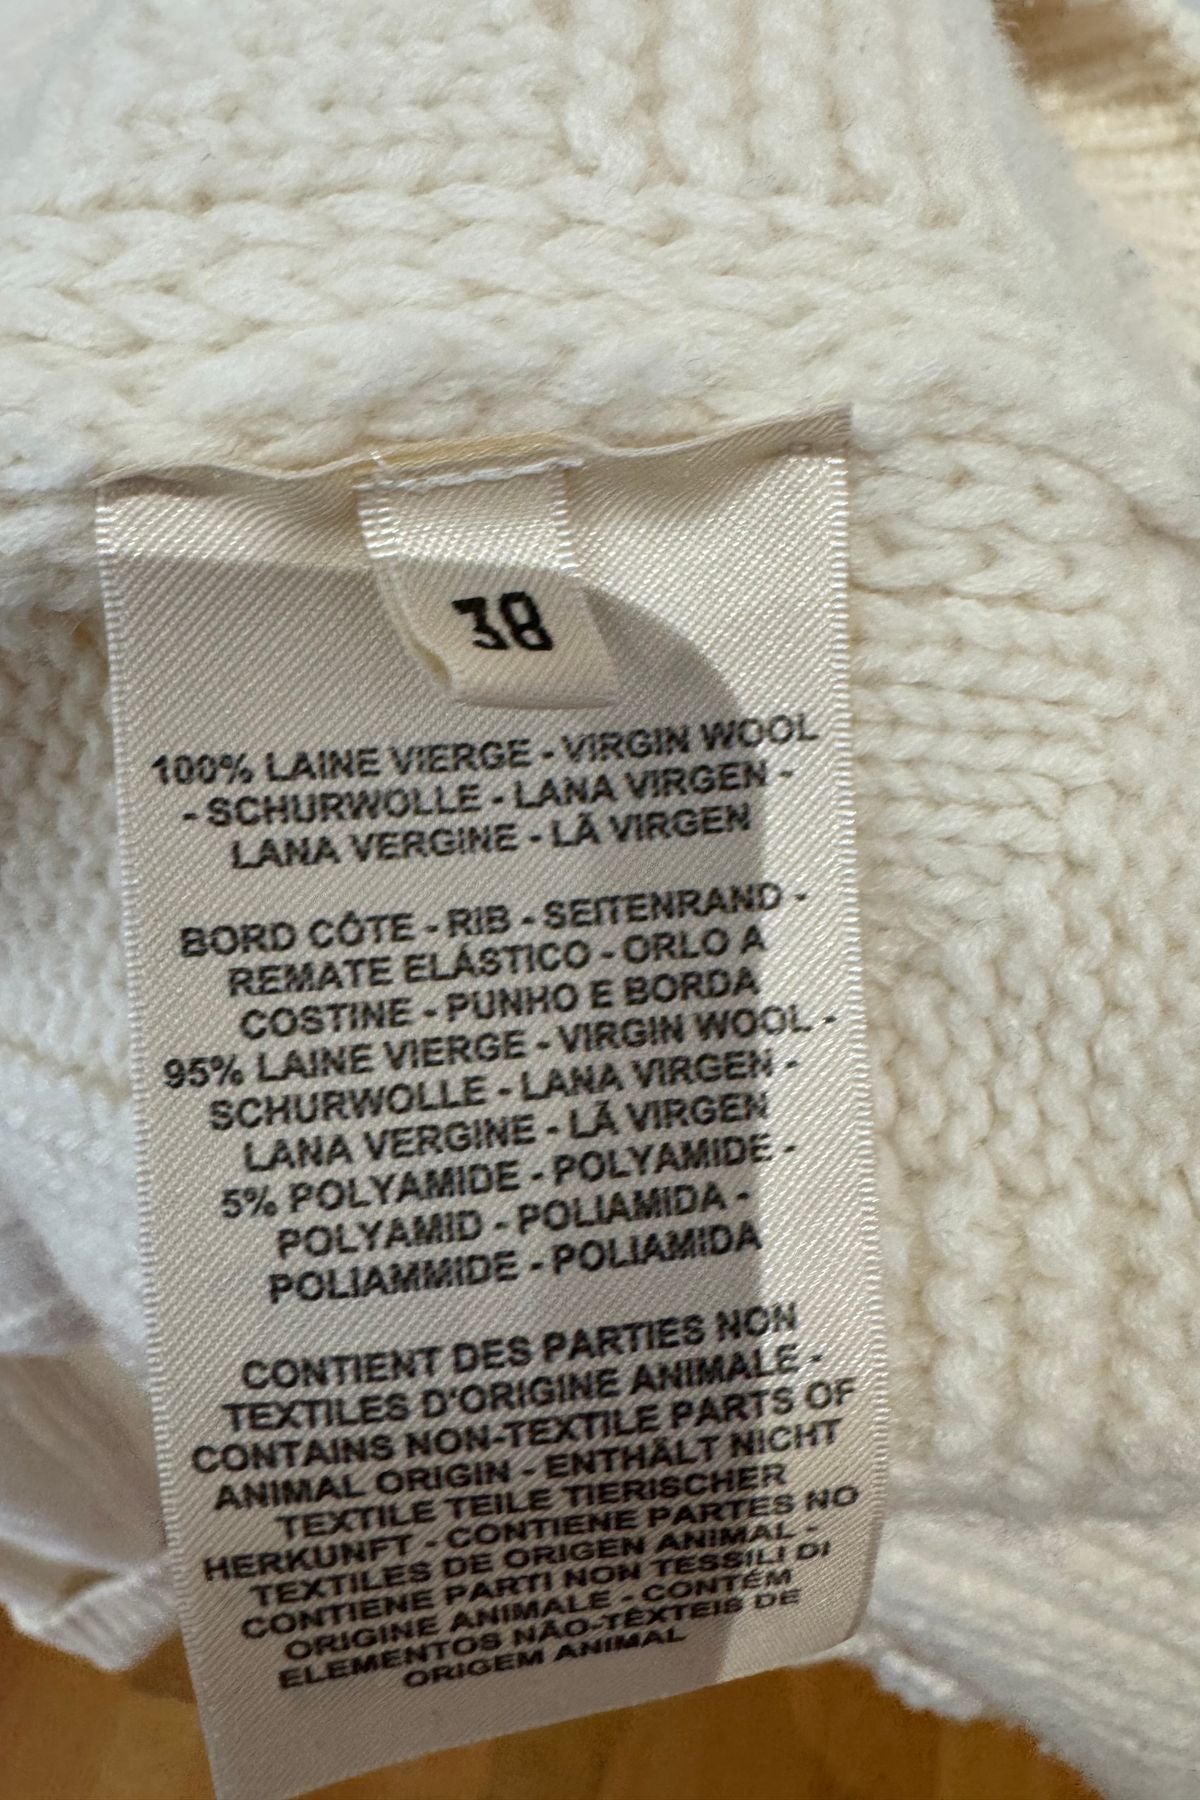 38
100% LAINE VIERGE - VIRGIN WOOL
- SCHURWOLLE - LANA VIRGEN -
LANA VERGINE - LÃ VIRGEN
BORD CÔTE - RIB - SEITENRAND -
REMATE ELÁSTICO - ORLO A
COSTINE - PUNHO E BORDA
95% LAINE VIERGE - VIRGIN WOOL -
SCHURWOLLE - LANA VIRGEN -
LANA VERGINE - LÃ VIRGEN
5% POLYAMIDE - POLYAMIDE -
POLYAMID - POLIAMIDA -
POLIAMMIDE - POLIAMIDA
CONTIENT DES PARTIES NON
TEXTILES D'ORIGINE ANIMALE -
CONTAINS NON-TEXTILE PARTS OF
ANIMAL ORIGIN - ENTHÄLT NICHT
TEXTILE TEILE TIERISCHER
HERKUNFT - CONTIENE PARTES NO
TEXTILES DE ORIGEN ANIMAL -
CONTIENE PARTI NON TESSILI DI
ORIGINE ANIMALE - CONTÉM
ELEMENTOS NÃO-TÊXTEIS DE
ORIGEM ANIMAL